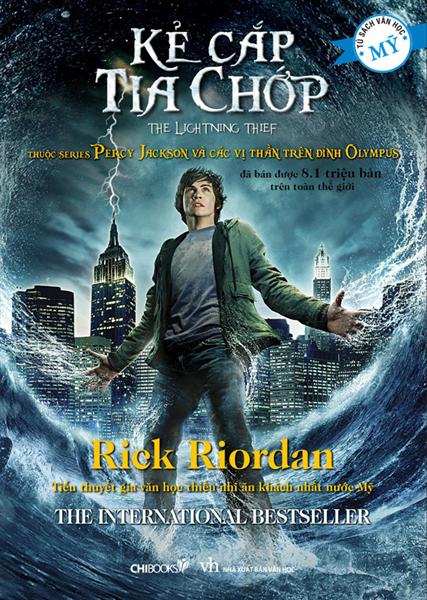 TỦ SÁCH VĂN HỌC
MỸ
KẺ CẮP
TIA CHỚP
THE LIGHTNING THIEF
THUỘC SERIES PERCY JACKSON VÀ CÁC VỊ THẦN TRÊN ĐỈNH OLYMPUS
đã bán được 8.1 triệu bản
trên toàn thế giới
Rick Riordan
Tiểu thuyết gia văn học thiếu nhi ăn khách nhất nước Mỹ
THE INTERNATIONAL BESTSELLER
CHIBOOKS
vh NHÀ XUẤT BẢN VĂN HỌC